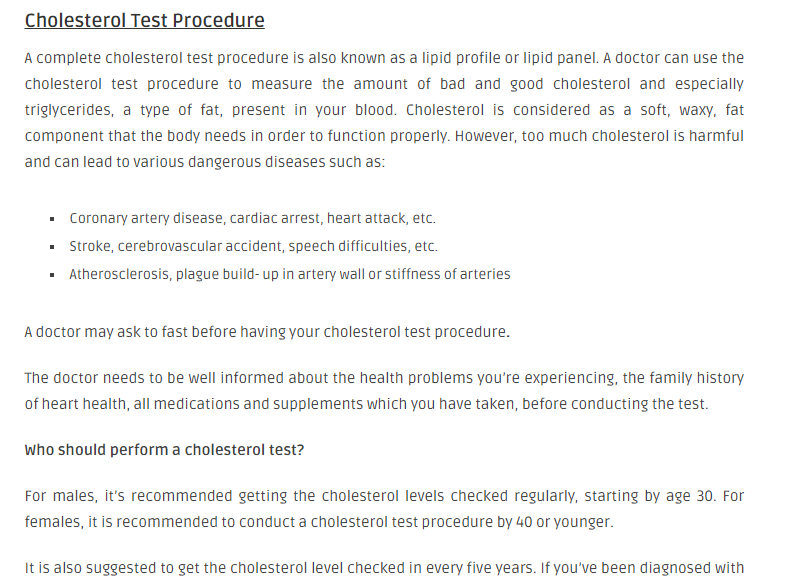 Cholesterol Test Procedure
A complete cholesterol test procedure is also known as a lipid profile or lipid panel. A doctor can use the
cholesterol test procedure to measure the amount of bad and good cholesterol and especially
triglycerides, a type of fat, present in your blood. Cholesterol is considered as a soft, waxy, fat
component that the body needs in order to function properly. However, too much cholesterol is harmful
and can lead to various dangerous diseases such as:
▪ Coronary artery disease, cardiac arrest, heart attack, etc.
▪ Stroke, cerebrovascular accident, speech difficulties, etc.
▪ Atherosclerosis, plague build- up in artery wall or stiffness of arteries
A doctor may ask to fast before having your cholesterol test procedure.
The doctor needs to be well informed about the health problems you're experiencing, the family history
of heart health, all medications and supplements which you have taken, before conducting the test.
Who should perform a cholesterol test?
For males, it's recommended getting the cholesterol levels checked regularly, starting by age 30. For
females, it is recommended to conduct a cholesterol test procedure by 40 or younger.
It is also suggested to get the cholesterol level checked in every five years. If you've been diagnosed with